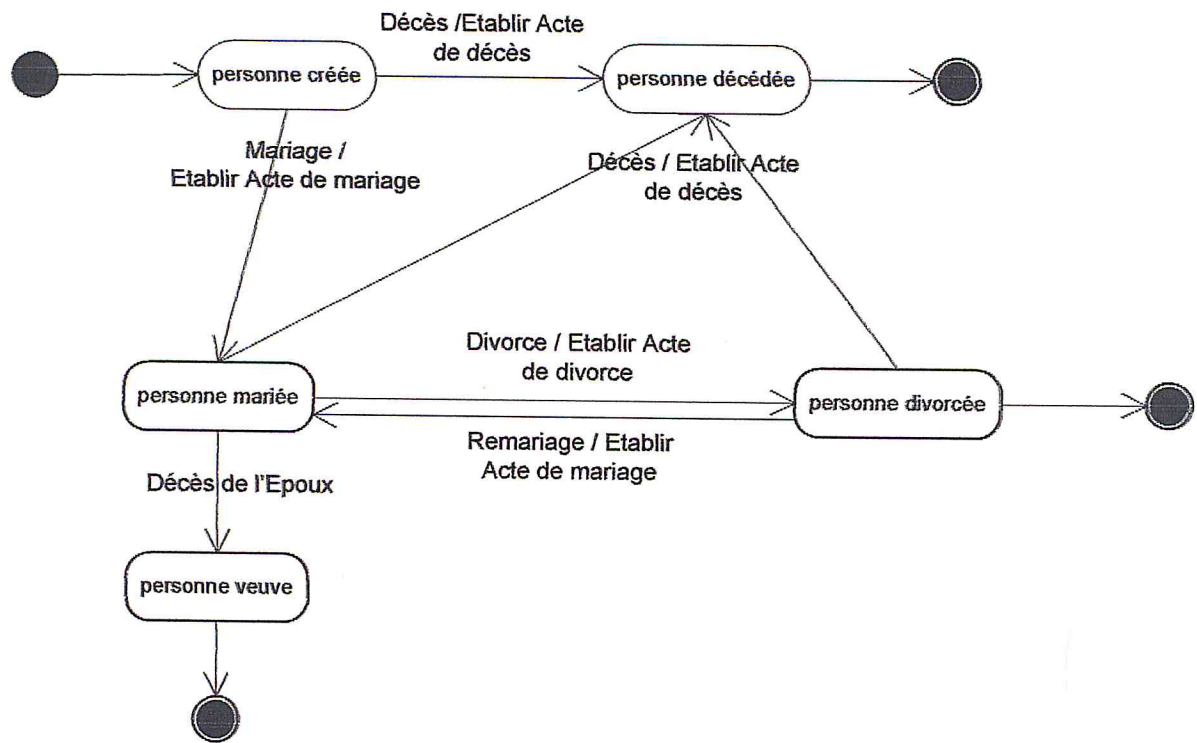 Décès /Etablir Acte
de décès
personne créée
personne décédée
Mariage /
Etablir Acte de mariage
Décès / Etablir Acte
de décès
Divorce / Etablir Acte
de divorce
personne mariée
personne divorcée
Remariage / Etablir
Acte de mariage
Décès de l'Epoux
personne veuve